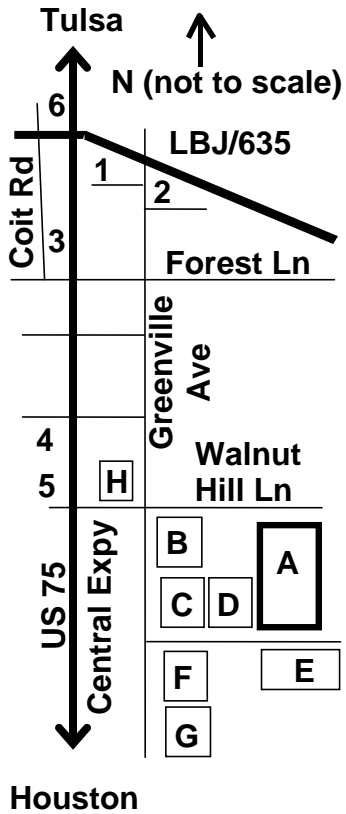 Tulsa
N (not to scale)
6
LBJ/635
1
2
Coit Rd
3
Forest Ln
Greenville
Ave
4
Walnut
Hill Ln
5
H
US 75
Central Expy
B
A
C
D
F
E
G
Houston